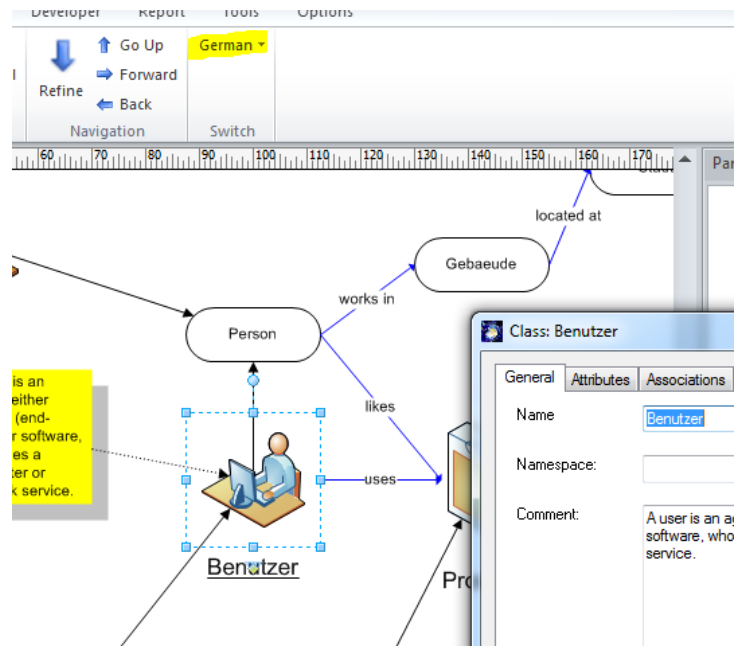 Developer Report Tools Options
Go Up
German
Refine
Forward
Back
Navigation
Switch
60 70 80 90 100 110 120 130 140 150 160 170
located at
Gebaeude
works in
Person
likes
is an
either
(end-
r software,
es a
ter or
k service.
uses
Benutzer
Pro
Par
Class: Benutzer
General Attributes Associations
Name
Benutzer
Namespace:
Comment:
A user is an ag
software, who
service.